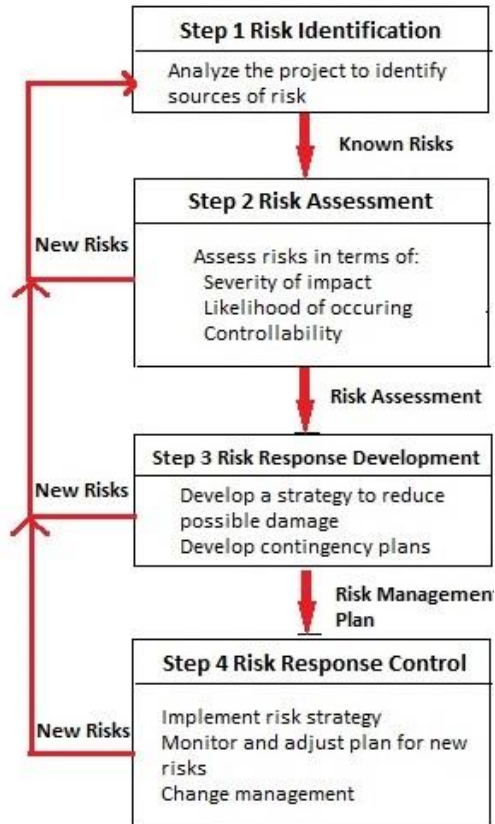 Step 1 Risk Identification
Analyze the project to identify
sources of risk
Known Risks
Step 2 Risk Assessment
New Risks
Assess risks in terms of:
Severity of impact
Likelihood of occuring
Controllability
Risk Assessment
Step 3 Risk Response Development
New Risks
Develop a strategy to reduce
possible damage
Develop contingency plans
Risk Management
Plan
Step 4 Risk Response Control
New Risks
Implement risk strategy
Monitor and adjust plan for new
risks
Change management